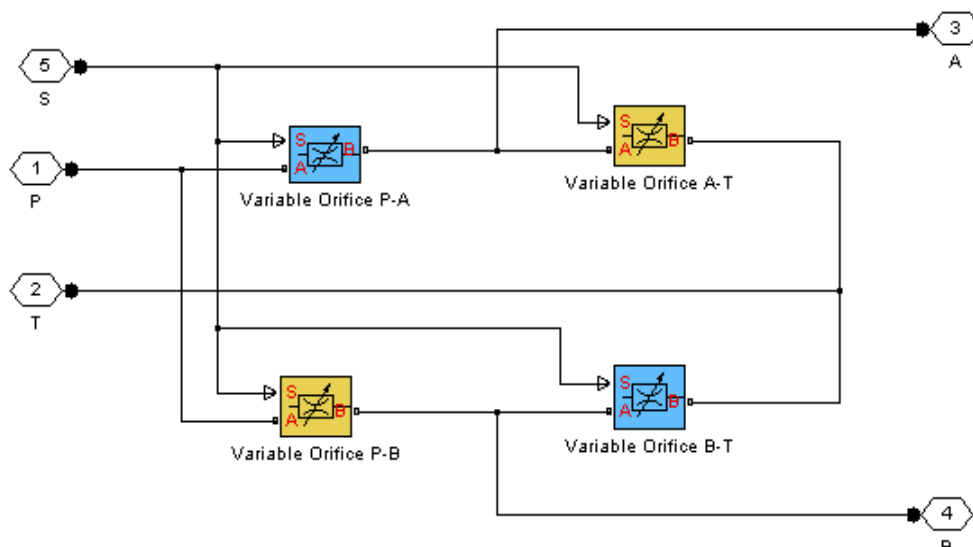 3
A
5
S
S
A
B
Variable Orifice P-A
S
A
B
Variable Orifice A-T
1
P
2
T
S
A
B
Variable Orifice P-B
S
A
B
Variable Orifice B-T
4
B